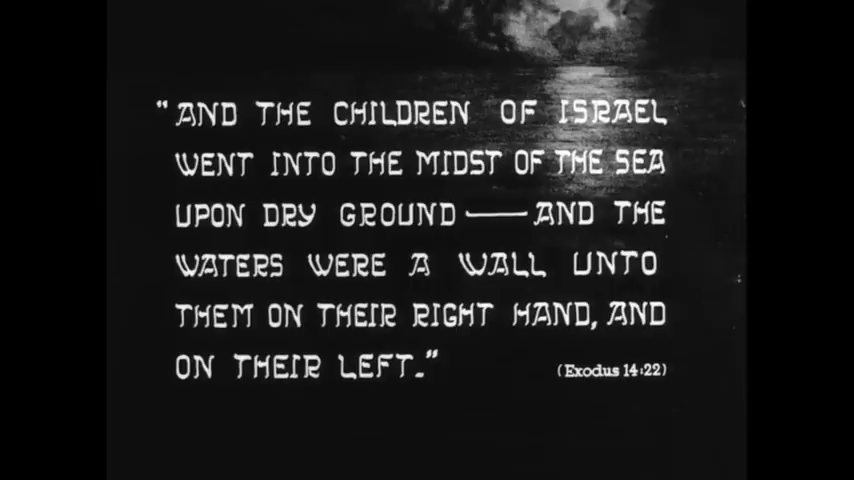 "AND THE CHILDREN OF ISRAEL
WENT INTO THE MIDST OF THE SEA
UPON DRY GROUND — AND THE
WATERS WERE A WALL UNTO
THEM ON THEIR RIGHT HAND, AND
ON THEIR LEFT."
(Exodus 14:22)